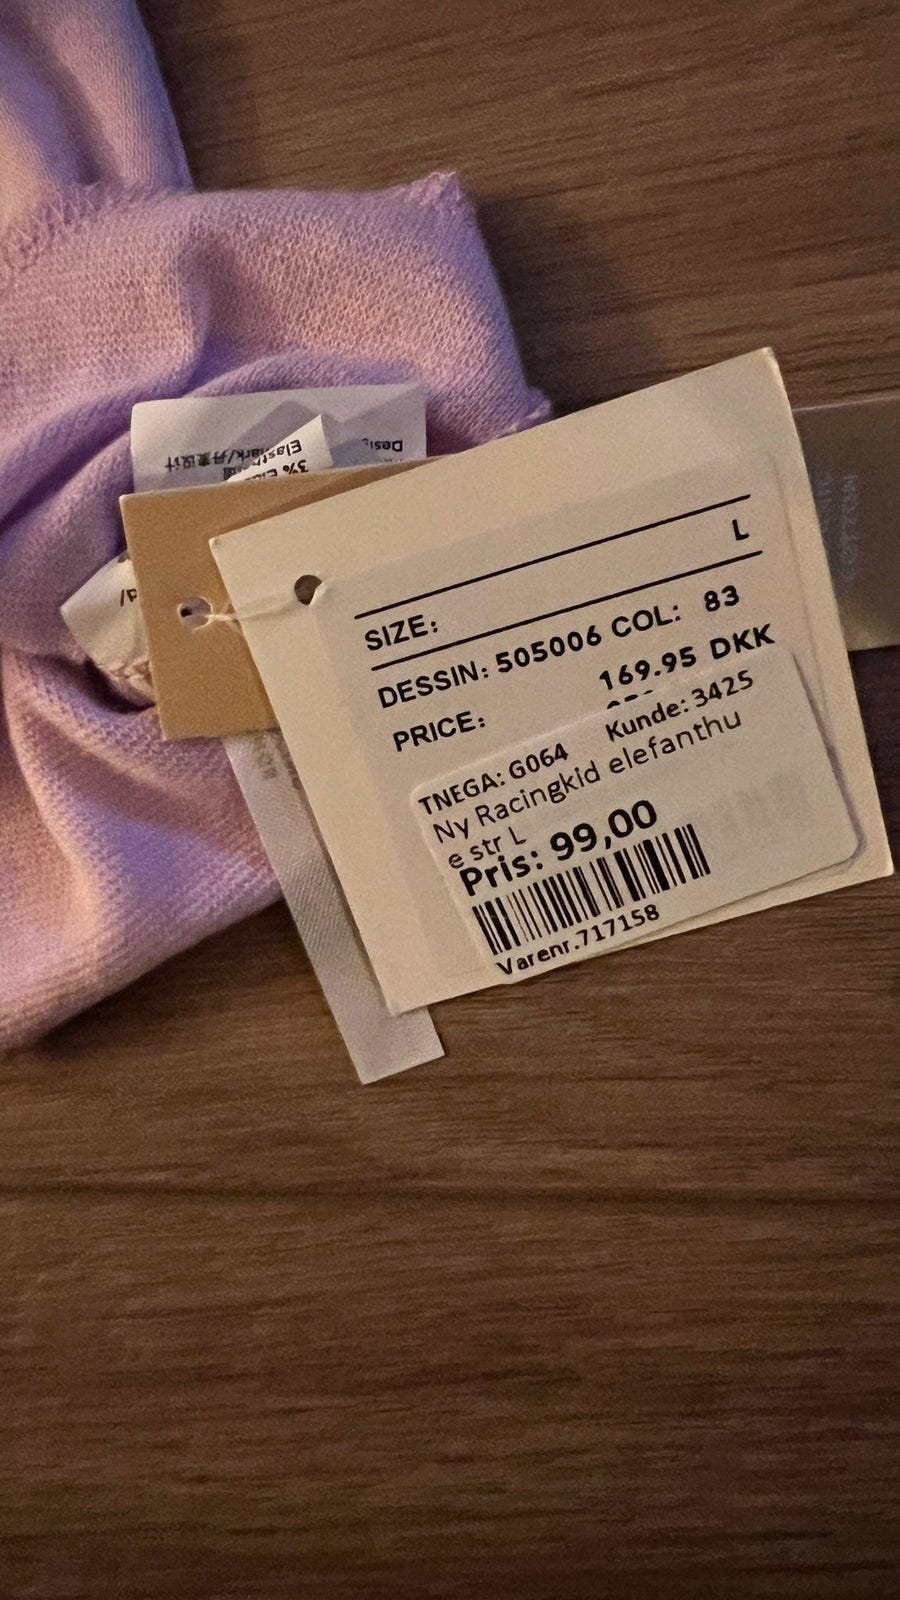 L
SIZE:
DESSIN: 505006 COL: 83
169.95 DKK
PRICE:
TNEGA: G064 Kunde: 3425
Ny Racingkid elefanthu
e str L
Pris: 99,00
Varenr.717158